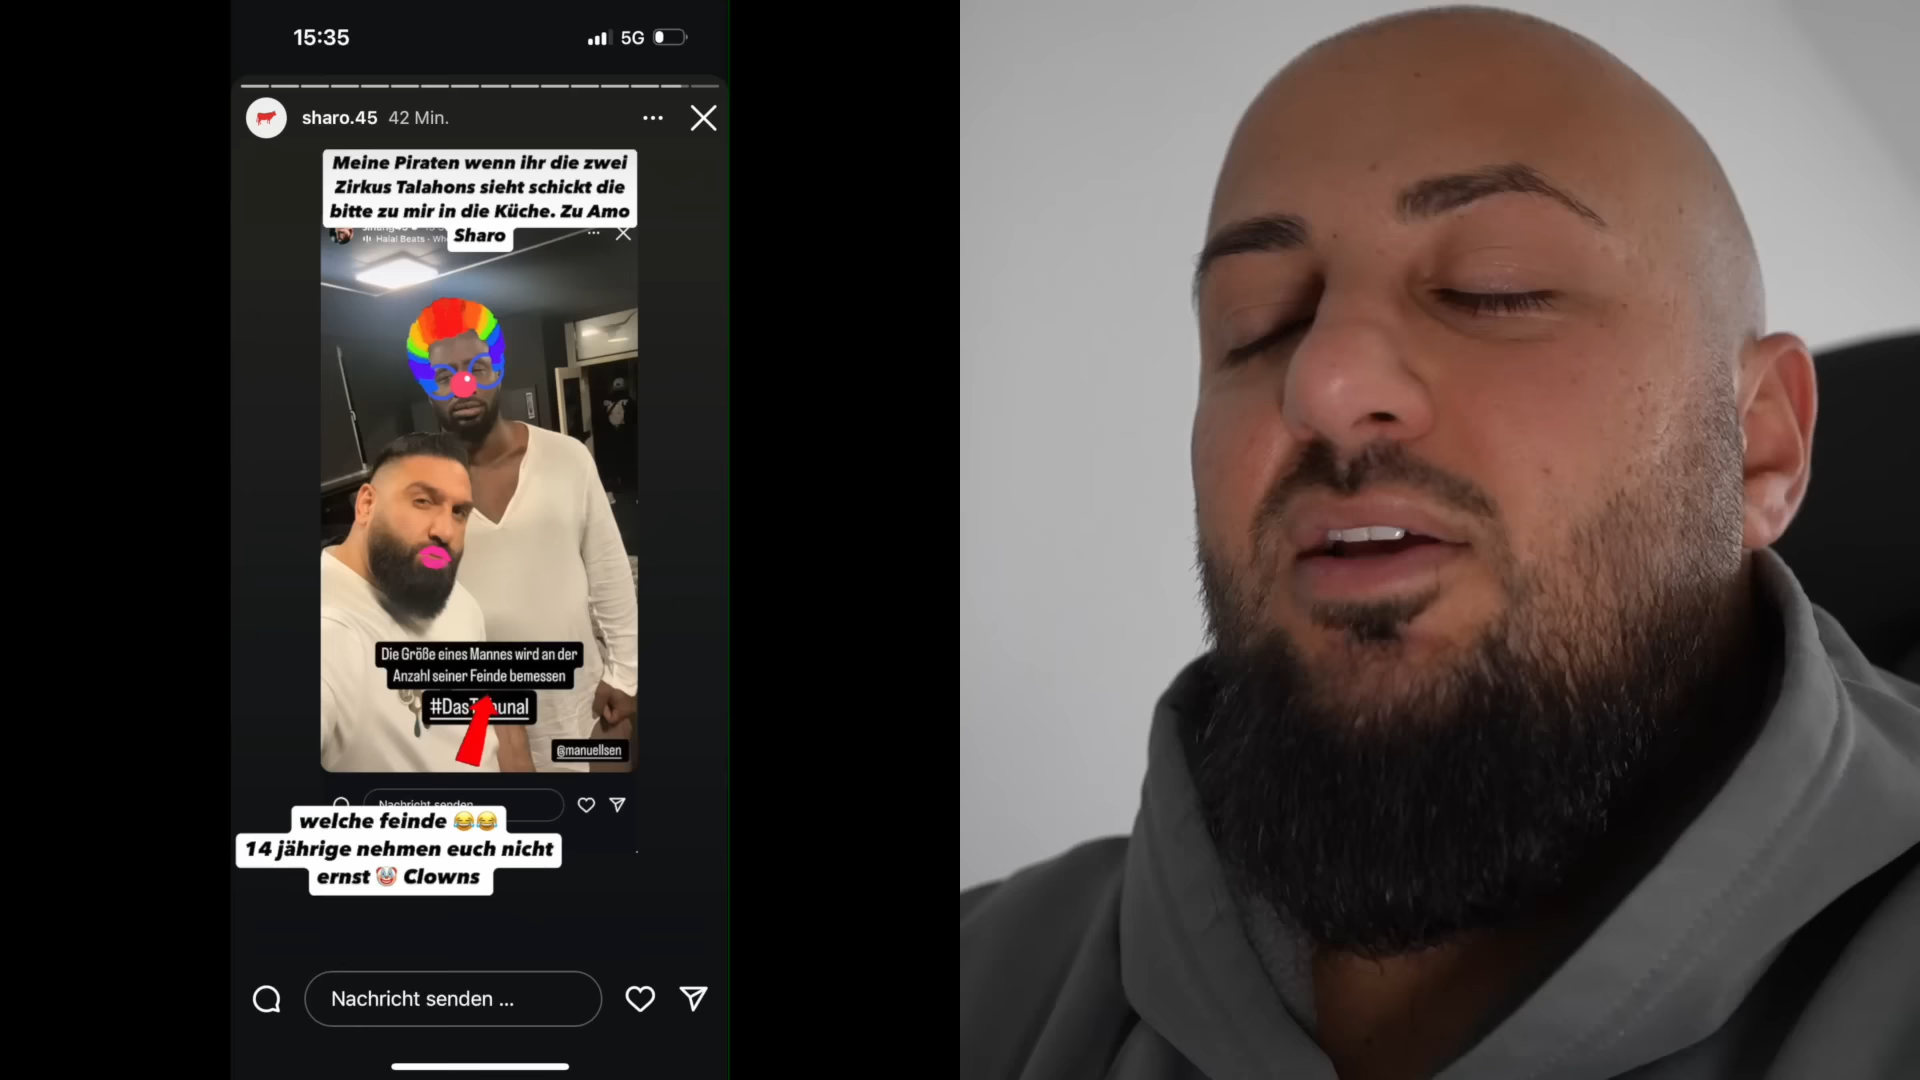 15:35
5G
sharo.45 42 Min.
Meine Piraten wenn ihr die zwei
Zirkus Talahons sieht schickt die
bitte zu mir in die Küche. Zu Amo
Sharo
Halal Beats
Die Größe eines Mannes wird an der
Anzahl seiner Feinde bemessen
@manuellsen
Nachricht senden
welche feinde 😂😂
14 jährige nehmen euch nicht
ernst 🤡 Clowns
Nachricht senden ...